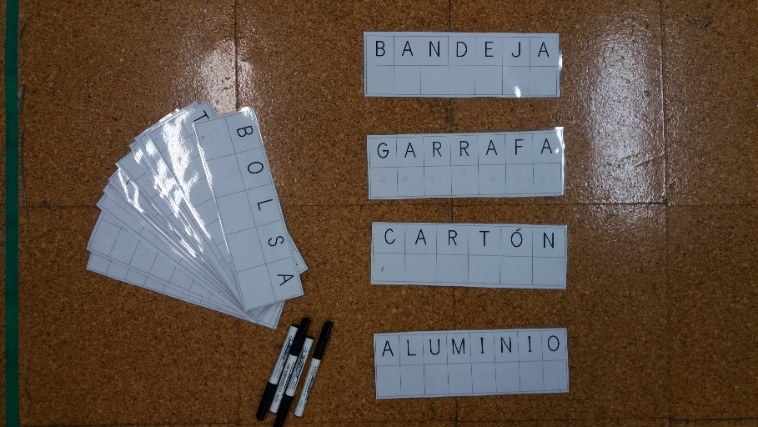 BOLSA
BANDEJA
GARRAFA
CARTÓN
ALUMINIO